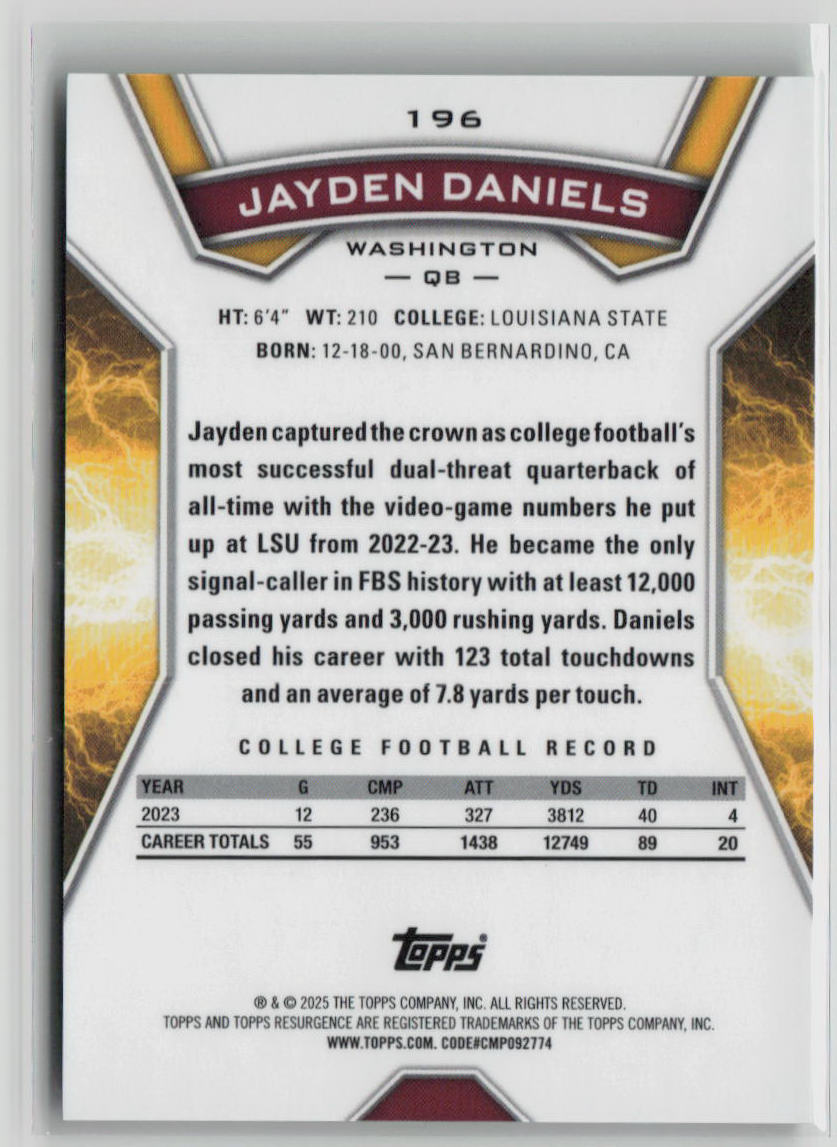 196
JAYDEN DANIELS
WASHINGTON
— QB —
HT: 6'4" WT: 210 COLLEGE: LOUISIANA STATE
BORN: 12-18-00, SAN BERNARDINO, CA
Jayden captured the crown as college football's
most successful dual-threat quarterback of
all-time with the video-game numbers he put
up at LSU from 2022-23. He became the only
signal-caller in FBS history with at least 12,000
passing yards and 3,000 rushing yards. Daniels
closed his career with 123 total touchdowns
and an average of 7.8 yards per touch.
COLLEGE FOOTBALL RECORD
YEAR G CMP ATT YDS TD INT
2023 12 236 327 3812 40 4
CAREER TOTALS 55 953 1438 12749 89 20
Topps®
® & © 2025 THE TOPPS COMPANY, INC. ALL RIGHTS RESERVED.
TOPPS AND TOPPS RESURGENCE ARE REGISTERED TRADEMARKS OF THE TOPPS COMPANY, INC.
WWW.TOPPS.COM. CODE#CMP092774